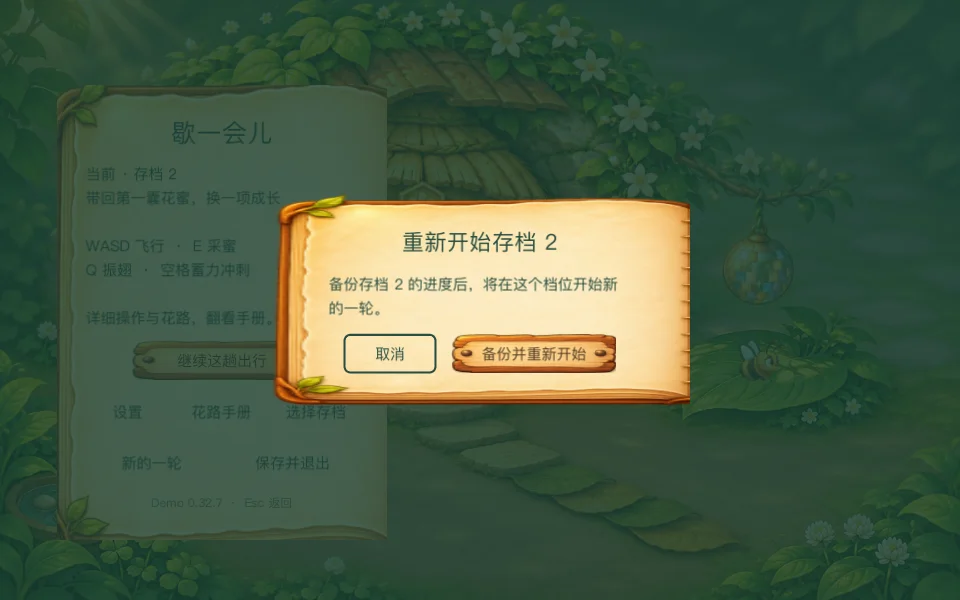 歇一会儿
当前 · 存档 2
带回第一囊花蜜，换一项成长
WASD 飞行 · E 采蜜
Q 振翅 · 空格蓄力冲刺
详细操作与花路，翻看手册。
继续这趟出行
设置 花路手册 选择存档
新的一轮 保存并退出
Demo 0.32.7 · Esc 返回
重新开始存档 2
备份存档 2 的进度后，将在这个档位开始新
的一轮。
取消 备份并重新开始